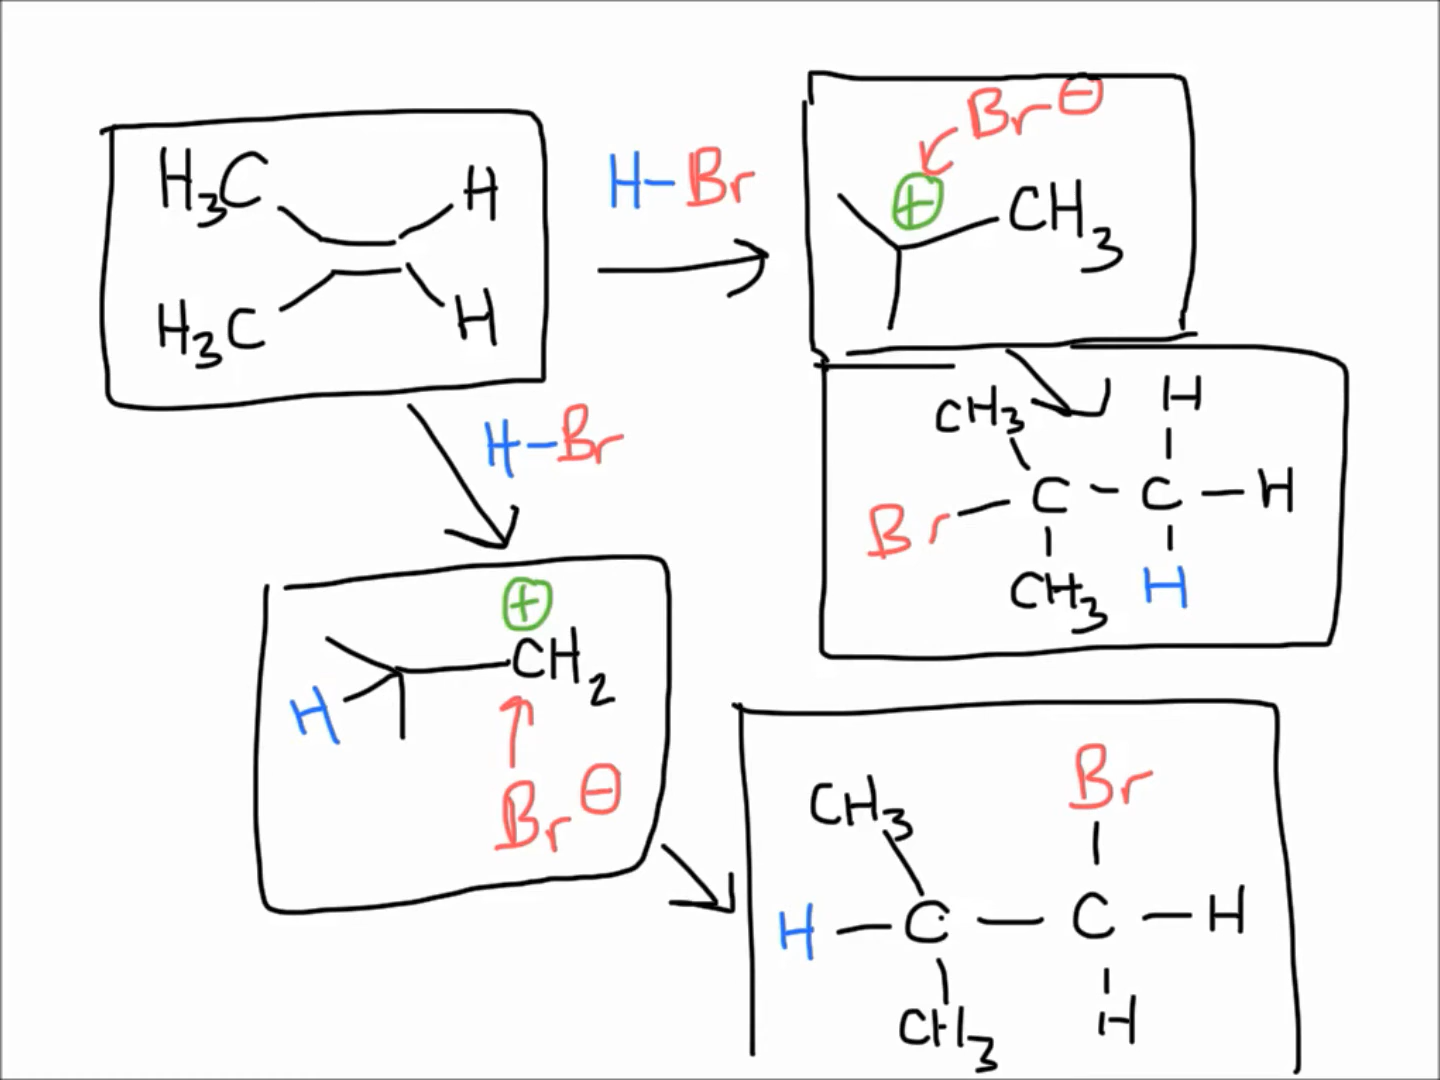 H₃C H
H₃C H
H-Br
Br⊖
⊕
CH₃
H-Br
CH₃ H
Br-C-C-H
CH₃ H
⊕
H CH₂
Br⊖
CH₃ Br
H-C-C-H
CH₃ H